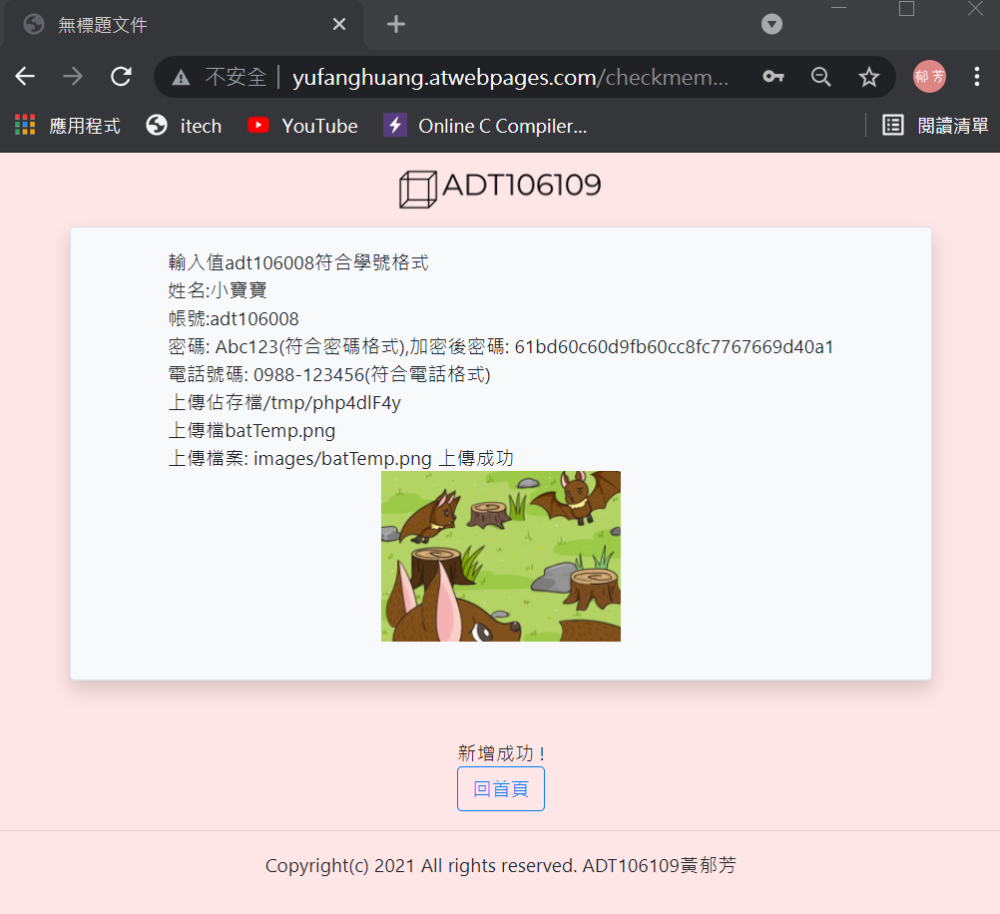 無標題文件
不安全 yufanghuang.atwebpages.com/checkmem...
郁芳
應用程式 itech YouTube Online C Compiler... 閱讀清單
ADT106109
輸入值adt106008符合學號格式
姓名:小寶寶
帳號:adt106008
密碼: Abc123(符合密碼格式),加密後密碼: 61bd60c60d9fb60cc8fc7767669d40a1
電話號碼: 0988-123456(符合電話格式)
上傳佔存檔/tmp/php4dlF4y
上傳檔batTemp.png
上傳檔案: images/batTemp.png 上傳成功
新增成功 !
回首頁
Copyright(c) 2021 All rights reserved. ADT106109黃郁芳